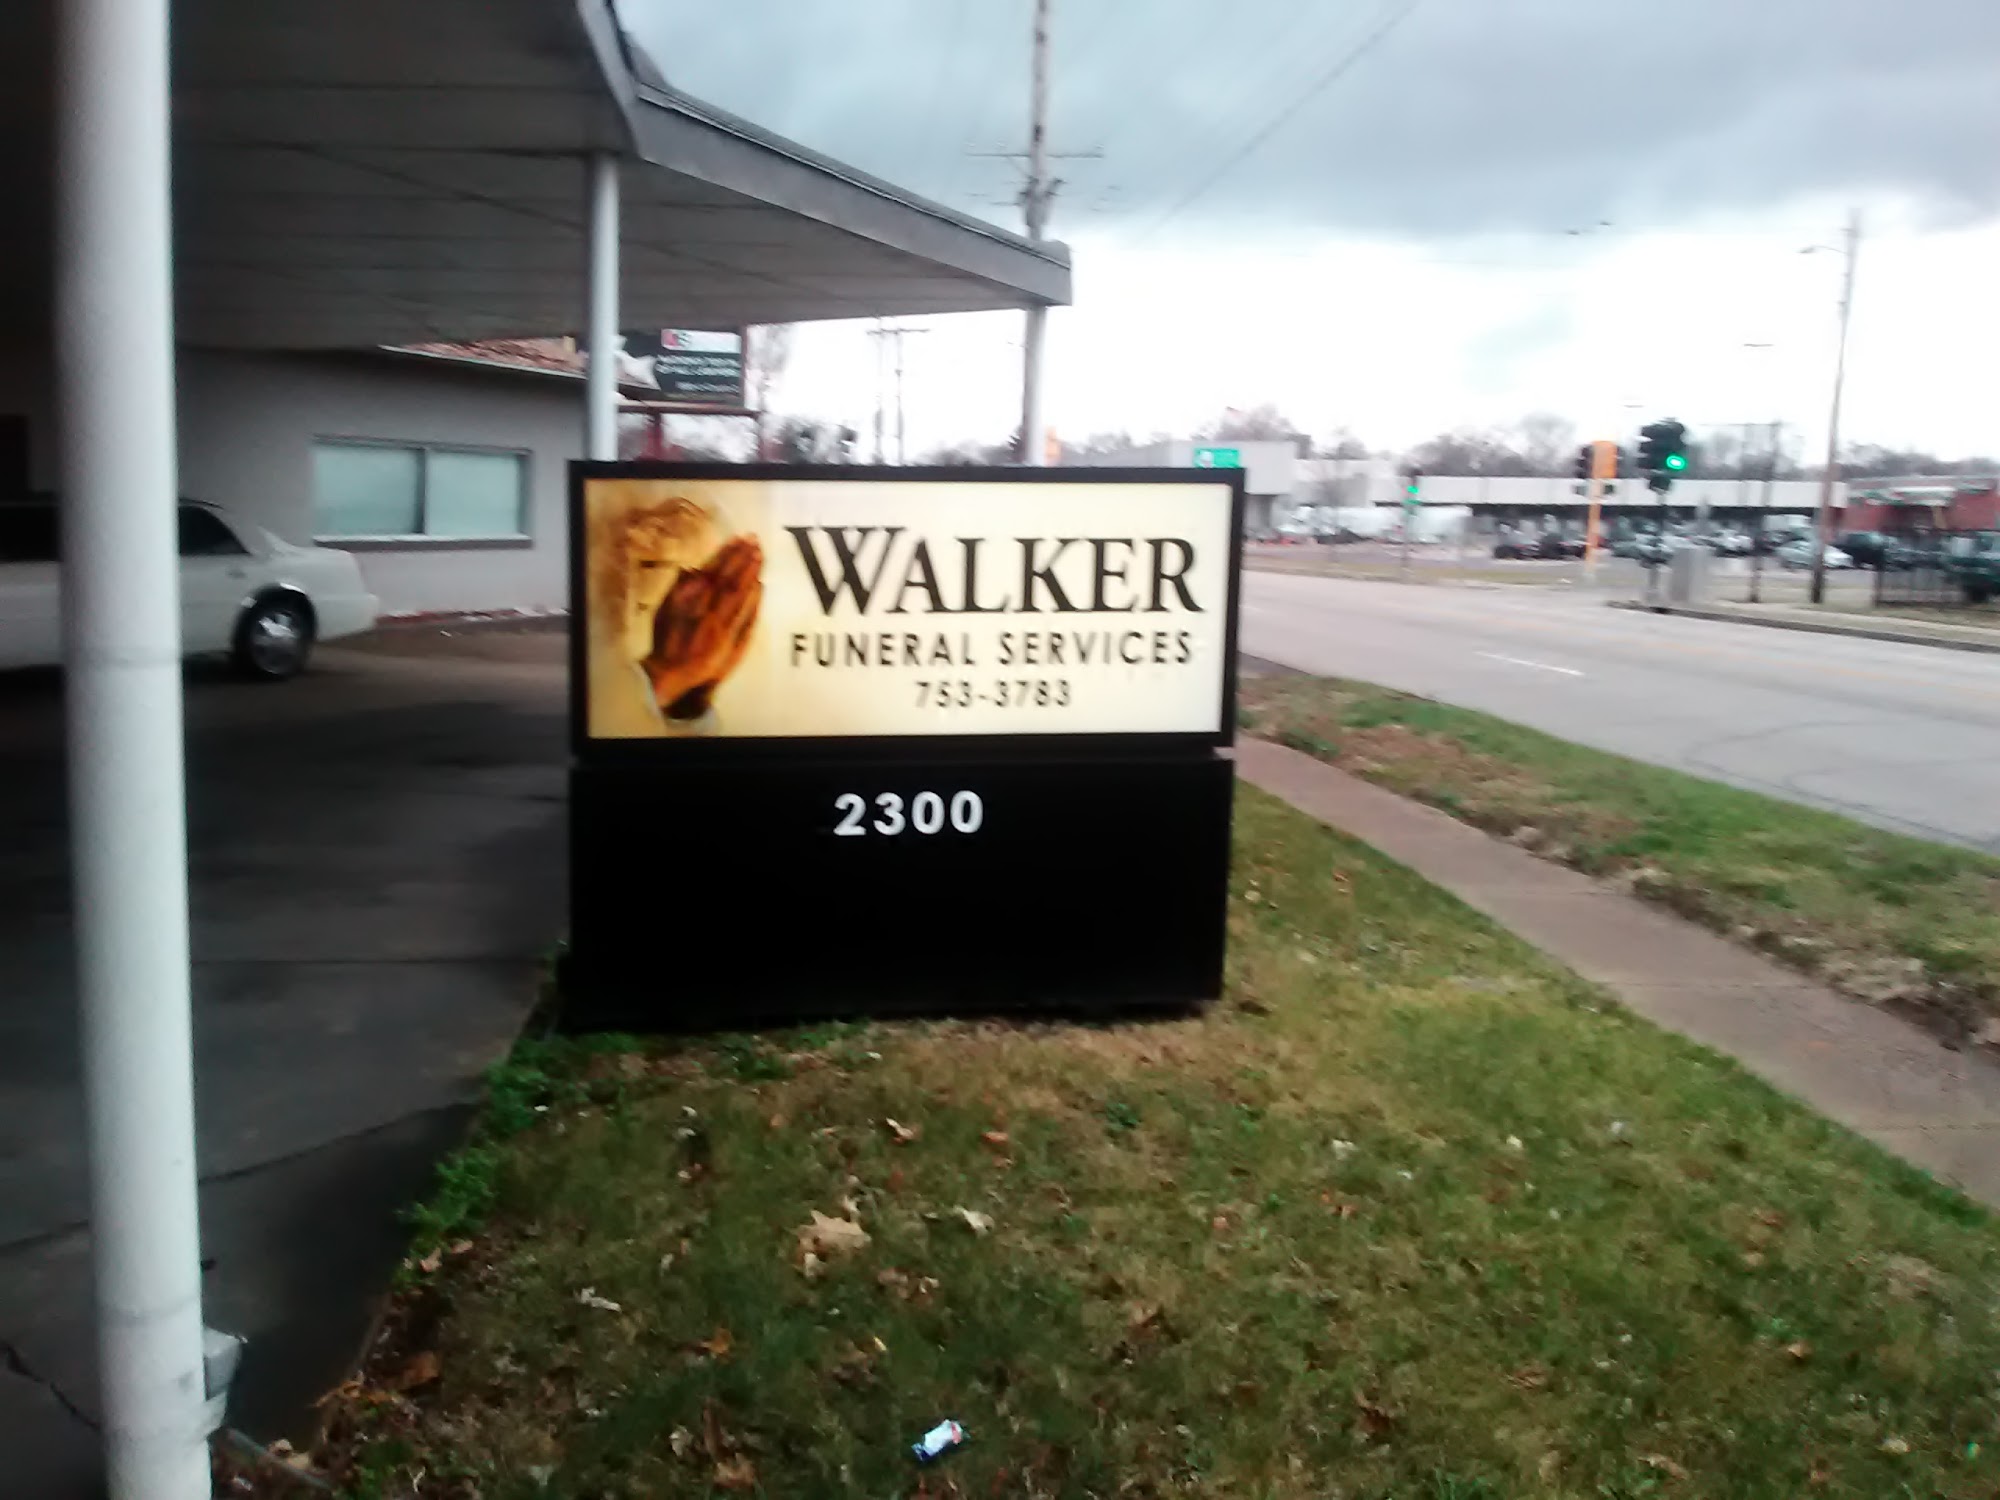 WALKER
FUNERAL SERVICES
753-3783
2300